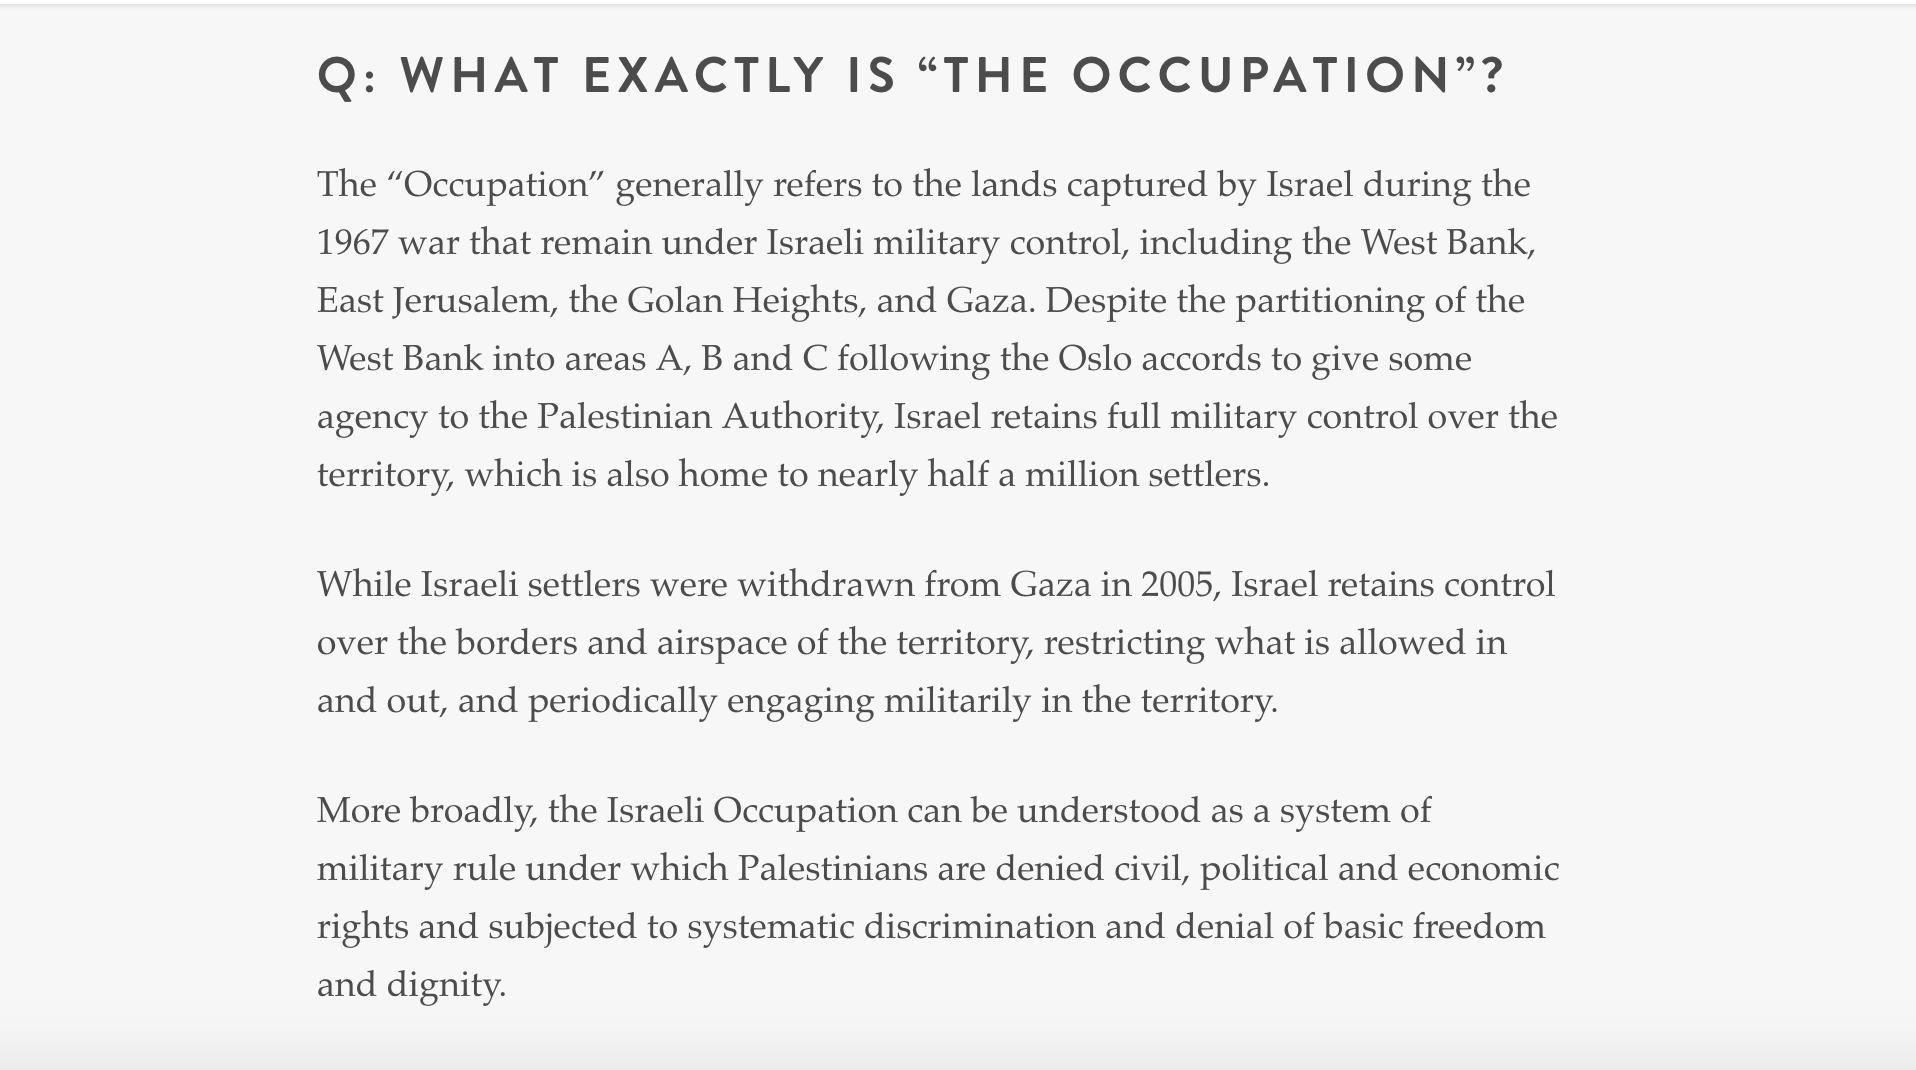 Q: WHAT EXACTLY IS “THE OCCUPATION”?
The “Occupation” generally refers to the lands captured by Israel during the
1967 war that remain under Israeli military control, including the West Bank,
East Jerusalem, the Golan Heights, and Gaza. Despite the partitioning of the
West Bank into areas A, B and C following the Oslo accords to give some
agency to the Palestinian Authority, Israel retains full military control over the
territory, which is also home to nearly half a million settlers.
While Israeli settlers were withdrawn from Gaza in 2005, Israel retains control
over the borders and airspace of the territory, restricting what is allowed in
and out, and periodically engaging militarily in the territory.
More broadly, the Israeli Occupation can be understood as a system of
military rule under which Palestinians are denied civil, political and economic
rights and subjected to systematic discrimination and denial of basic freedom
and dignity.